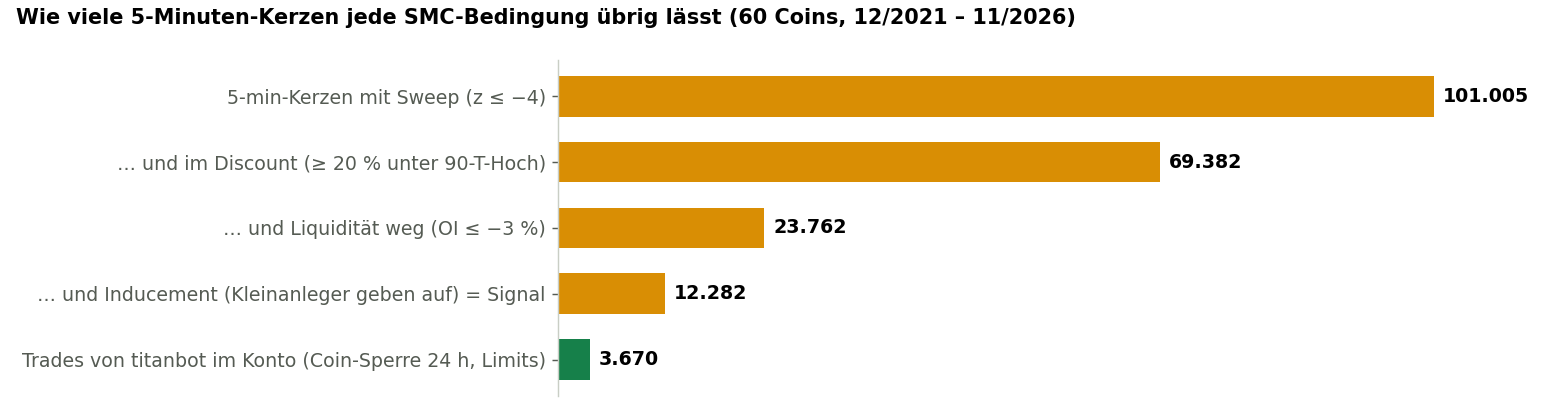 Wie viele 5-Minuten-Kerzen jede SMC-Bedingung übrig lässt (60 Coins, 12/2021 – 11/2026)
5-min-Kerzen mit Sweep (z ≤ −4)
101.005
… und im Discount (≥ 20 % unter 90-T-Hoch)
69.382
… und Liquidität weg (OI ≤ −3 %)
23.762
… und Inducement (Kleinanleger geben auf) = Signal
12.282
Trades von titanbot im Konto (Coin-Sperre 24 h, Limits)
3.670